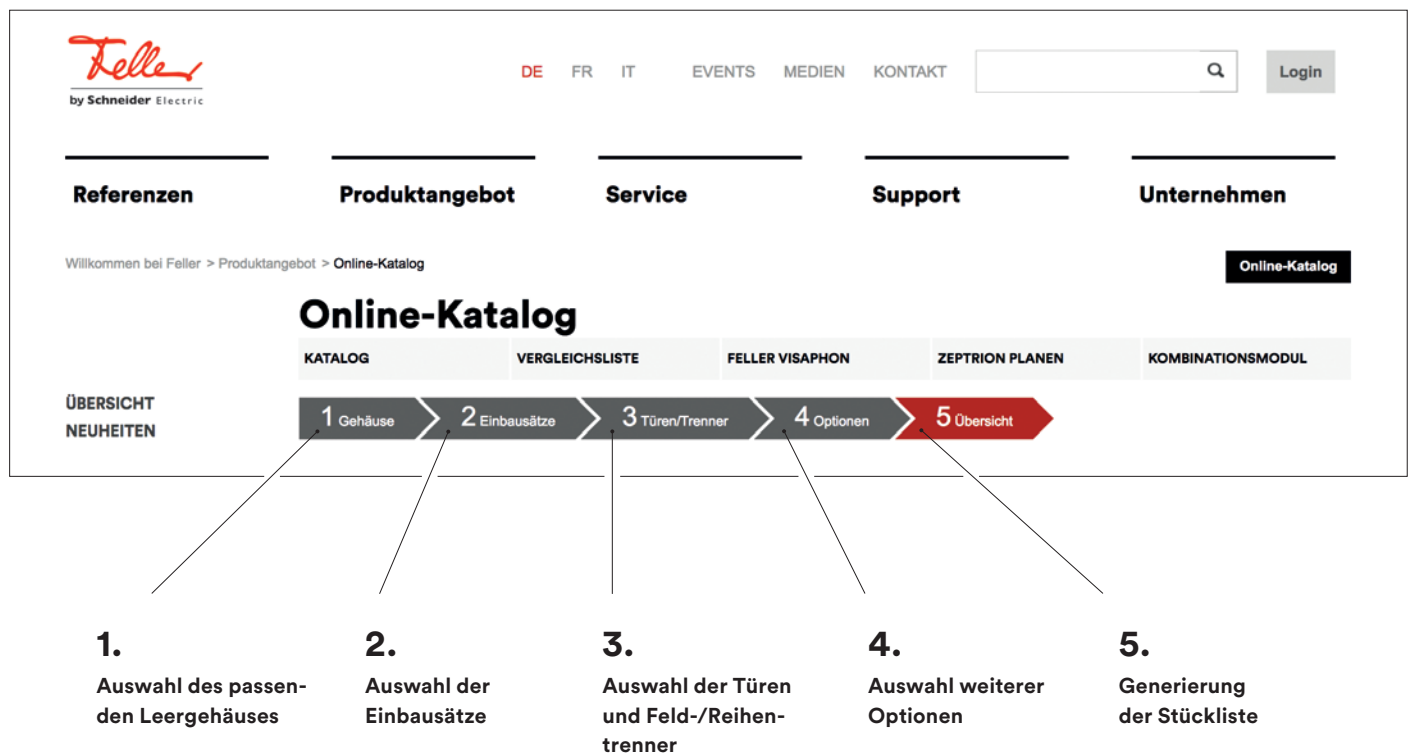 Feller
by Schneider Electric
DE FR IT EVENTS MEDIEN KONTAKT
Login
Referenzen Produktangebot Service Support Unternehmen
Willkommen bei Feller > Produktangebot > Online-Katalog
Online-Katalog
Online-Katalog
KATALOG VERGLEICHSLISTE FELLER VISAPHON ZEPTRION PLANEN KOMBINATIONSMODUL
ÜBERSICHT
NEUHEITEN
1 Gehäuse 2 Einbausätze 3 Türen/Trenner 4 Optionen 5 Übersicht
1.
Auswahl des passen-
den Leergehäuses
2.
Auswahl der
Einbausätze
3.
Auswahl der Türen
und Feld-/Reihen-
trenner
4.
Auswahl weiterer
Optionen
5.
Generierung
der Stückliste